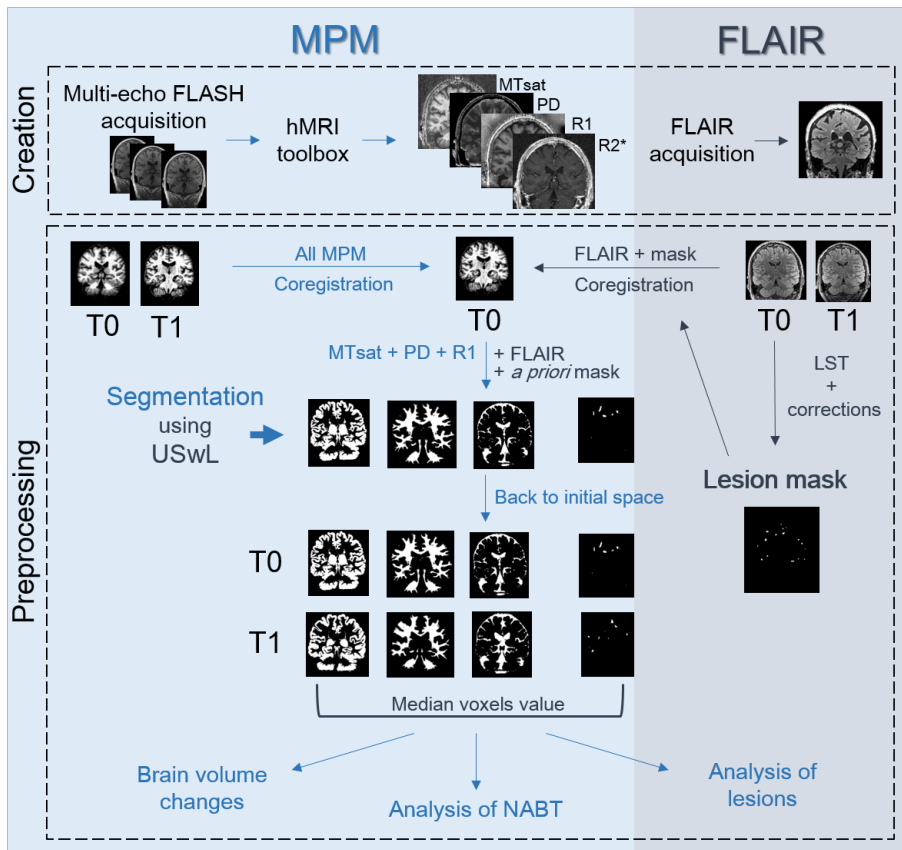 MPM
FLAIR
Creation
Multi-echo FLASH
acquisition
hMRI
toolbox
MTsat
PD
R1
R2*
FLAIR
acquisition
Preprocessing
T0
T1
All MPM
Coregistration
T0
FLAIR + mask
Coregistration
T0
T1
MTsat + PD + R1
+ FLAIR
+ a priori mask
LST
+
corrections
Segmentation
using
USwL
Lesion mask
Back to initial space
T0
T1
Median voxels value
Brain volume
changes
Analysis of NABT
Analysis of
lesions